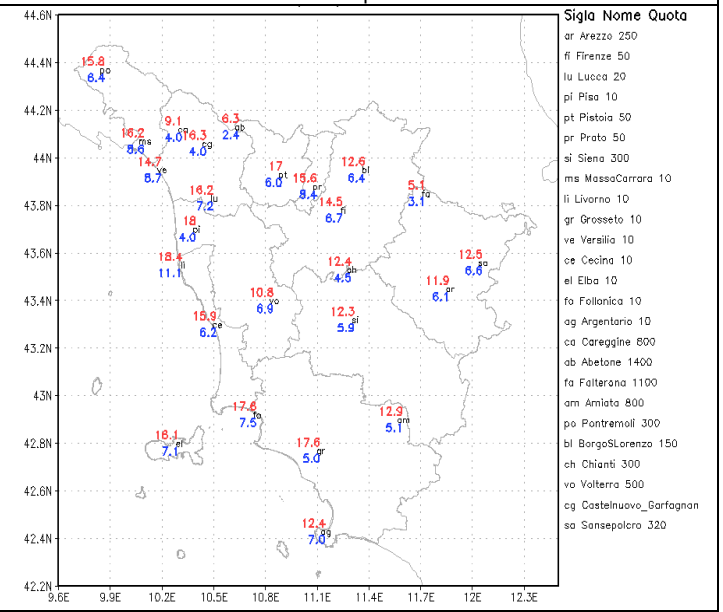 Sigla Nome Quota
ar Arezzo 250
fi Firenze 50
lu Lucca 20
pi Pisa 10
pt Pistoia 50
pr Prato 50
si Siena 300
ms MassaCarrara 10
li Livorno 10
gr Grosseto 10
ve Versilia 10
ce Cecina 10
el Elba 10
fo Follonica 10
ag Argentario 10
ca Careggine 800
ab Abetone 1400
fa Falterona 1100
am Amiata 800
po Pontremoli 300
bl BorgoSLorenzo 150
ch Chianti 300
vo Volterra 500
cg Castelnuovo_Garfagnan
sa Sansepolcro 320
44.6N
44.4N
44.2N
44N
43.8N
43.6N
43.4N
43.2N
43N
42.8N
42.6N
42.4N
42.2N
9.6E 9.9E 10.2E 10.5E 10.8E 11.1E 11.4E 11.7E 12E 12.3E
15.8
6.4 po
9.1
4.0 ca
16.3
4.0 cg
6.3
2.4 ab
16.2
ms
14.7
ve
17
6.0 pt
15.6
pr
12.6
6.4 bl
5.1
3.1 fa
16.2
7.2 lu
14.5
6.7 fi
18
4.0 pi
18.4
11.1 li
12.4
4.5 ch
12.5
6.6 sa
11.9
6.1 ar
10.8
6.9 vo
12.3
5.9 si
15.9
6.2 ce
17.6
5.0 gr
7.5 fo
12.9
5.1 am
7.1 el
12.4
7.0 ag